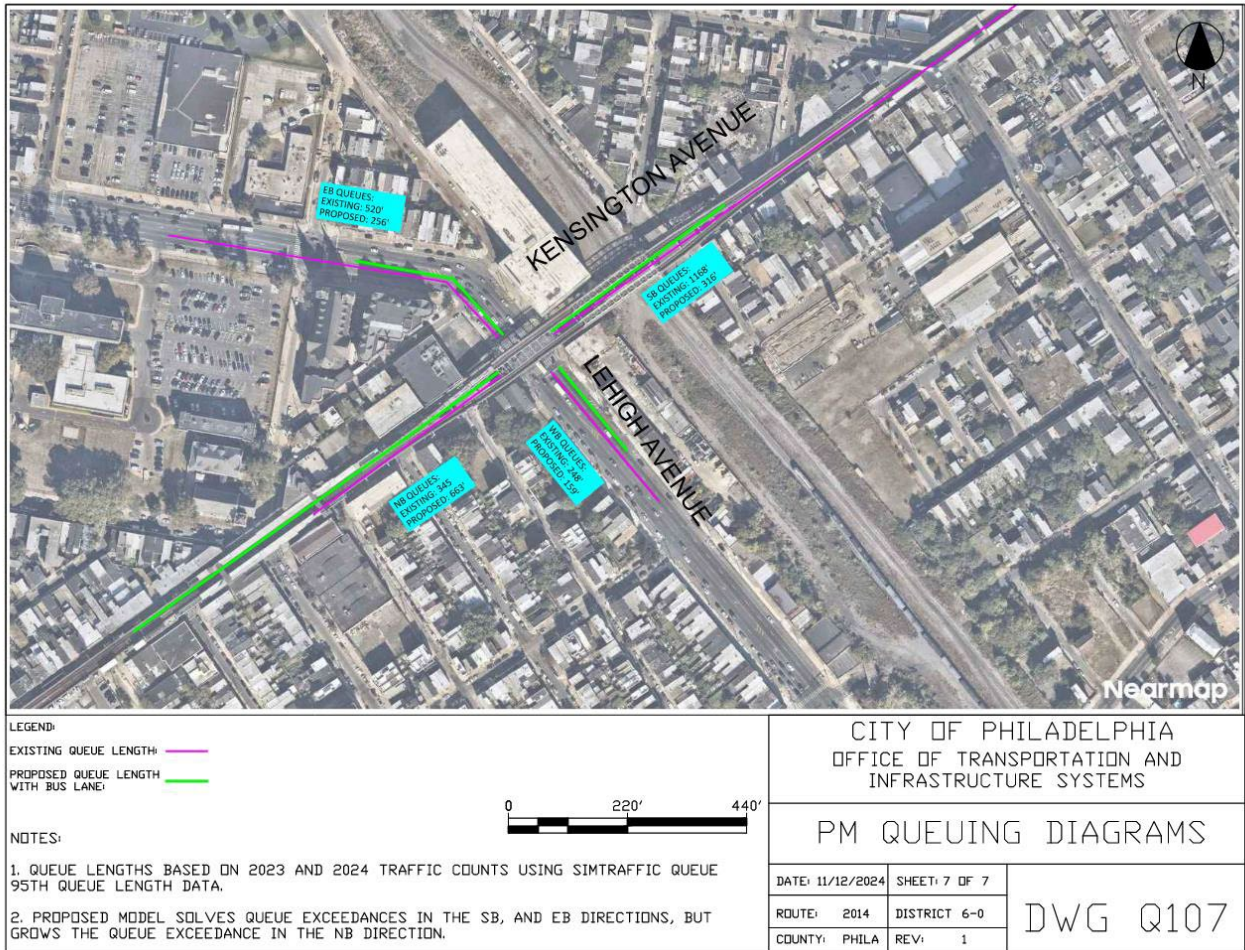 N
KENSINGTON AVENUE
EB QUEUES:
EXISTING: 520'
PROPOSED: 256'
SB QUEUES:
EXISTING: 1168'
PROPOSED: 316'
LEHIGH AVENUE
WB QUEUES:
EXISTING: 248'
PROPOSED: 159'
NB QUEUES:
EXISTING: 345
PROPOSED: 663'
Nearmap
LEGEND:
EXISTING QUEUE LENGTH:
PROPOSED QUEUE LENGTH
WITH BUS LANE:
0 220' 440'
NOTES:
1. QUEUE LENGTHS BASED ON 2023 AND 2024 TRAFFIC COUNTS USING SIMTRAFFIC QUEUE
95TH QUEUE LENGTH DATA.
2. PROPOSED MODEL SOLVES QUEUE EXCEEDANCES IN THE SB, AND EB DIRECTIONS, BUT
GROWS THE QUEUE EXCEEDANCE IN THE NB DIRECTION.
CITY OF PHILADELPHIA
OFFICE OF TRANSPORTATION AND
INFRASTRUCTURE SYSTEMS
PM QUEUING DIAGRAMS
DATE: 11/12/2024 SHEET: 7 OF 7
ROUTE: 2014 DISTRICT 6-0
COUNTY: PHILA REV: 1
DWG Q107